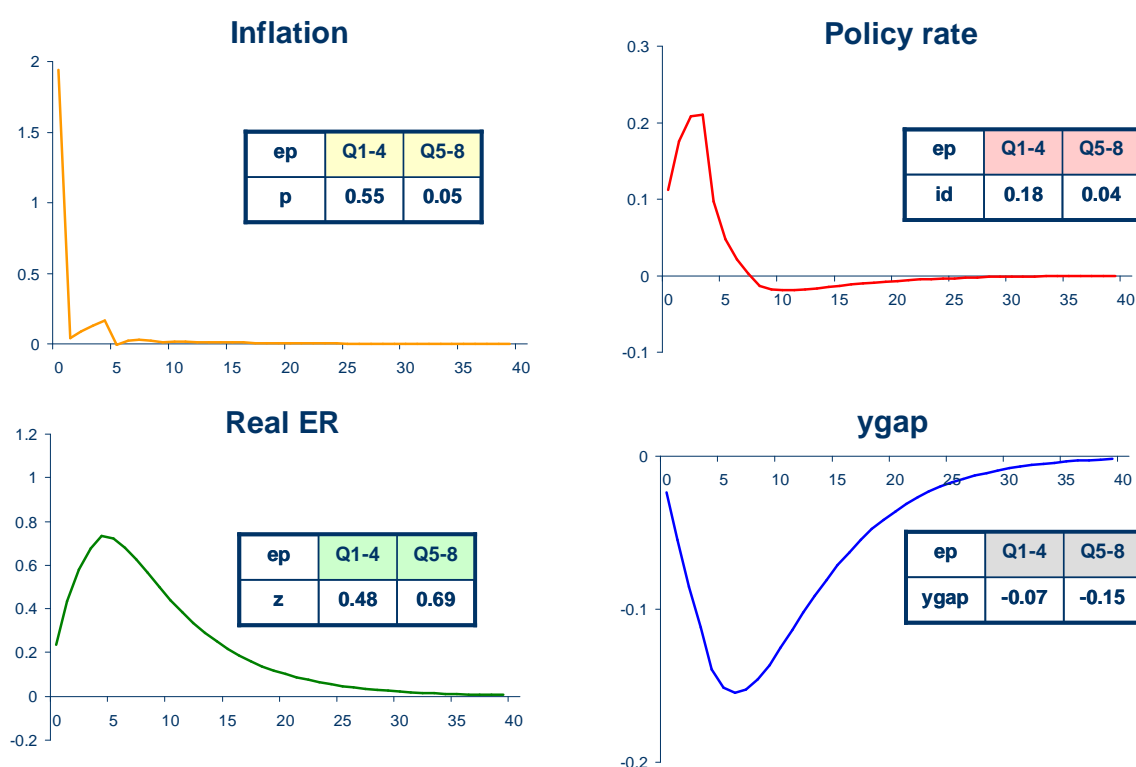 Inflation
2
1.5
1
0.5
0
0 5 10 15 20 25 30 35 40
ep Q1-4 Q5-8
p 0.55 0.05
Policy rate
0.3
0.2
0.1
0
-0.1
0 5 10 15 20 25 30 35 40
ep Q1-4 Q5-8
id 0.18 0.04
Real ER
1.2
1
0.8
0.6
0.4
0.2
0
-0.2
0 5 10 15 20 25 30 35 40
ep Q1-4 Q5-8
z 0.48 0.69
ygap
0
-0.1
-0.2
0 5 10 15 20 25 30 35 40
ep Q1-4 Q5-8
ygap -0.07 -0.15